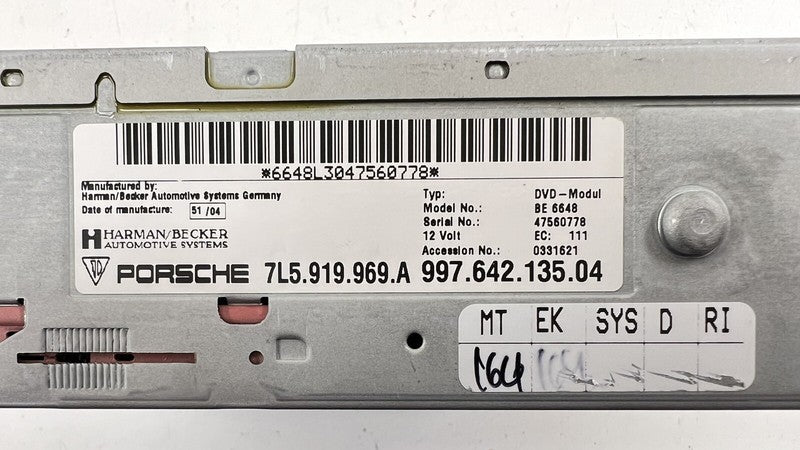 *6648L3047560778*
Manufactured by:
Harman/Becker Automotive Systems Germany
Date of manufacture: 51/04
HARMAN/BECKER
AUTOMOTIVE SYSTEMS
Typ: DVD-Modul
Model No.: BE 6648
Serial No.: 47560778
12 Volt EC: 111
Accession No.: 0331621
PORSCHE 7L5.919.969.A 997.642.135.04
MT EK SYS D RI